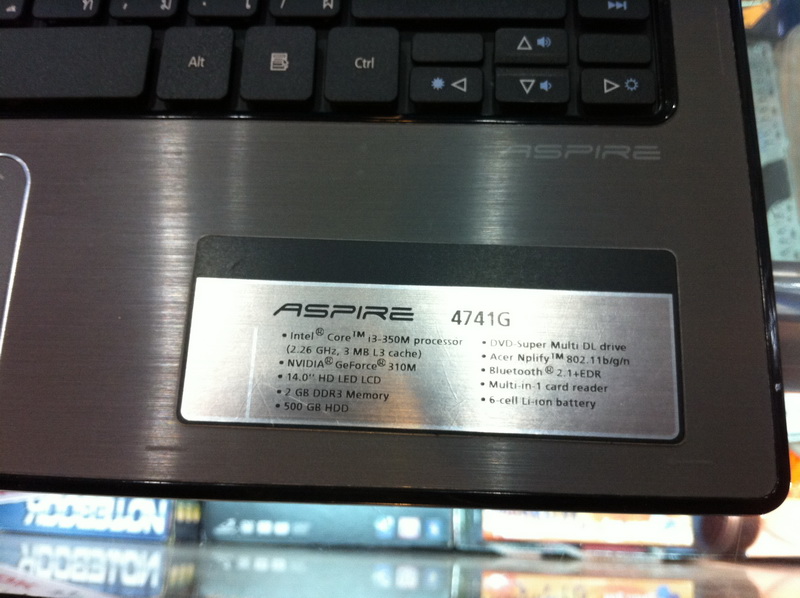 Alt
Ctrl
ASPIRE
ASPIRE 4741G
• Intel® Core™ i3-350M processor
(2.26 GHz, 3 MB L3 cache)
• NVIDIA® GeForce® 310M
• 14.0" HD LED LCD
• 2 GB DDR3 Memory
• 500 GB HDD
• DVD-Super Multi DL drive
• Acer Nplify™ 802.11b/g/n
• Bluetooth® 2.1+EDR
• Multi-in-1 card reader
• 6-cell Li-ion battery
NOTEBOOK
NOTEBOOK